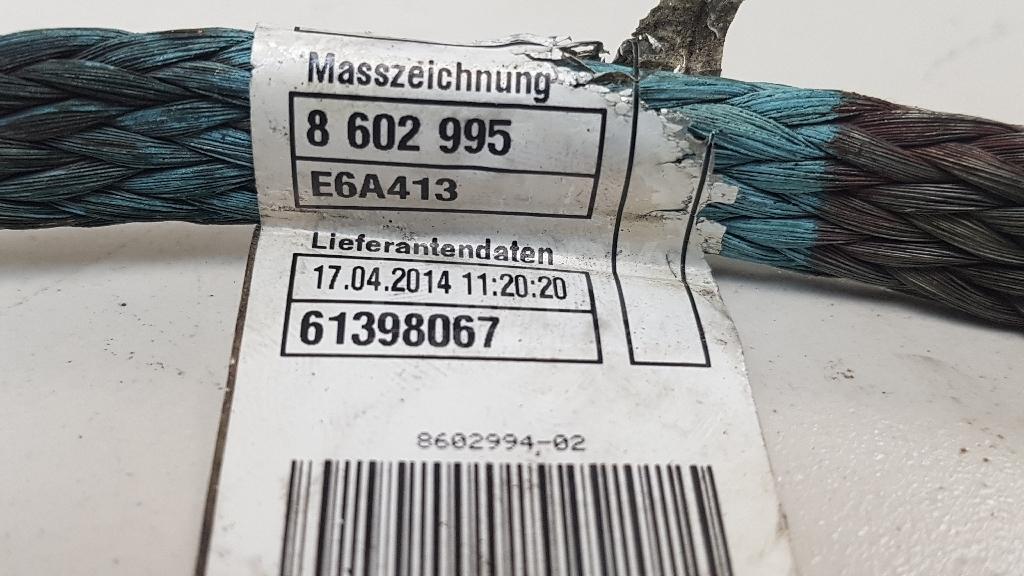 Masszeichnung
8 602 995
E6A413
Lieferantendaten
17.04.2014 11:20:20
61398067
8602994-02